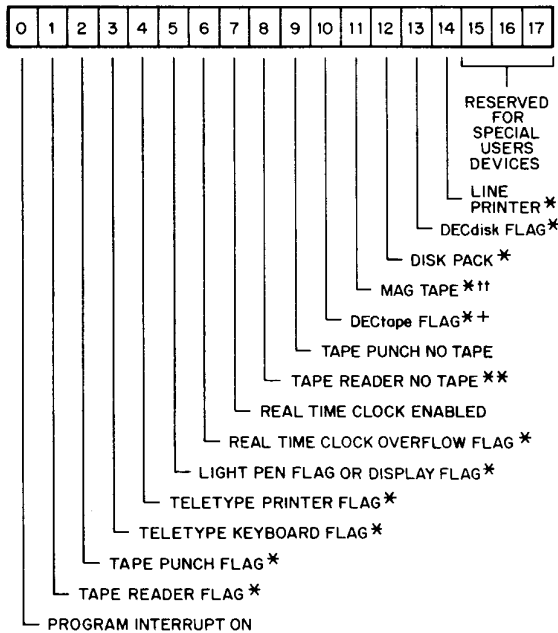 0 1 2 3 4 5 6 7 8 9 10 11 12 13 14 15 16 17
RESERVED
FOR
SPECIAL
USERS
DEVICES
LINE
PRINTER*
DECdisk FLAG*
DISK PACK*
MAG TAPE*††
DECtape FLAG*+
TAPE PUNCH NO TAPE
TAPE READER NO TAPE**
REAL TIME CLOCK ENABLED
REAL TIME CLOCK OVERFLOW FLAG*
LIGHT PEN FLAG OR DISPLAY FLAG*
TELETYPE PRINTER FLAG*
TELETYPE KEYBOARD FLAG*
TAPE PUNCH FLAG*
TAPE READER FLAG*
PROGRAM INTERRUPT ON